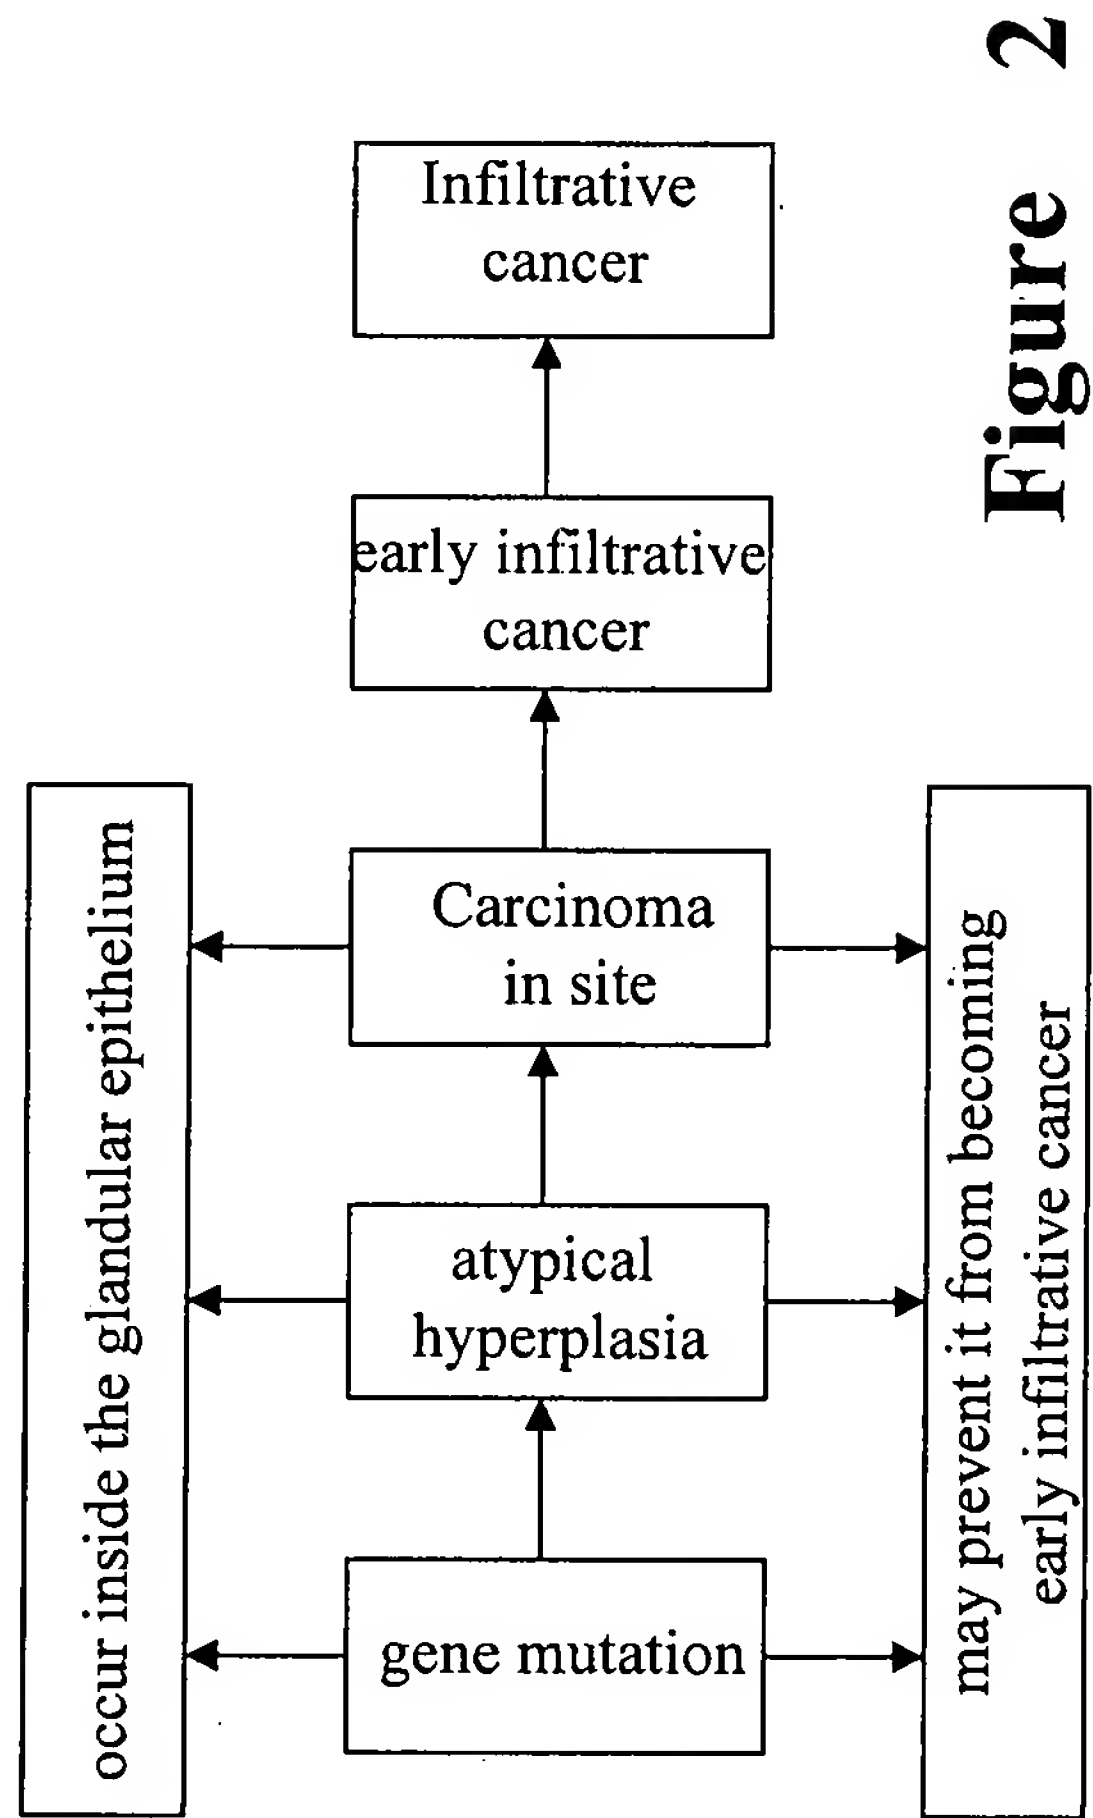 Infiltrative
cancer
early infiltrative
cancer
Carcinoma
in site
atypical
hyperplasia
gene mutation
occur inside the glandular epithelium
may prevent it from becoming
early infiltrative cancer
Figure 2